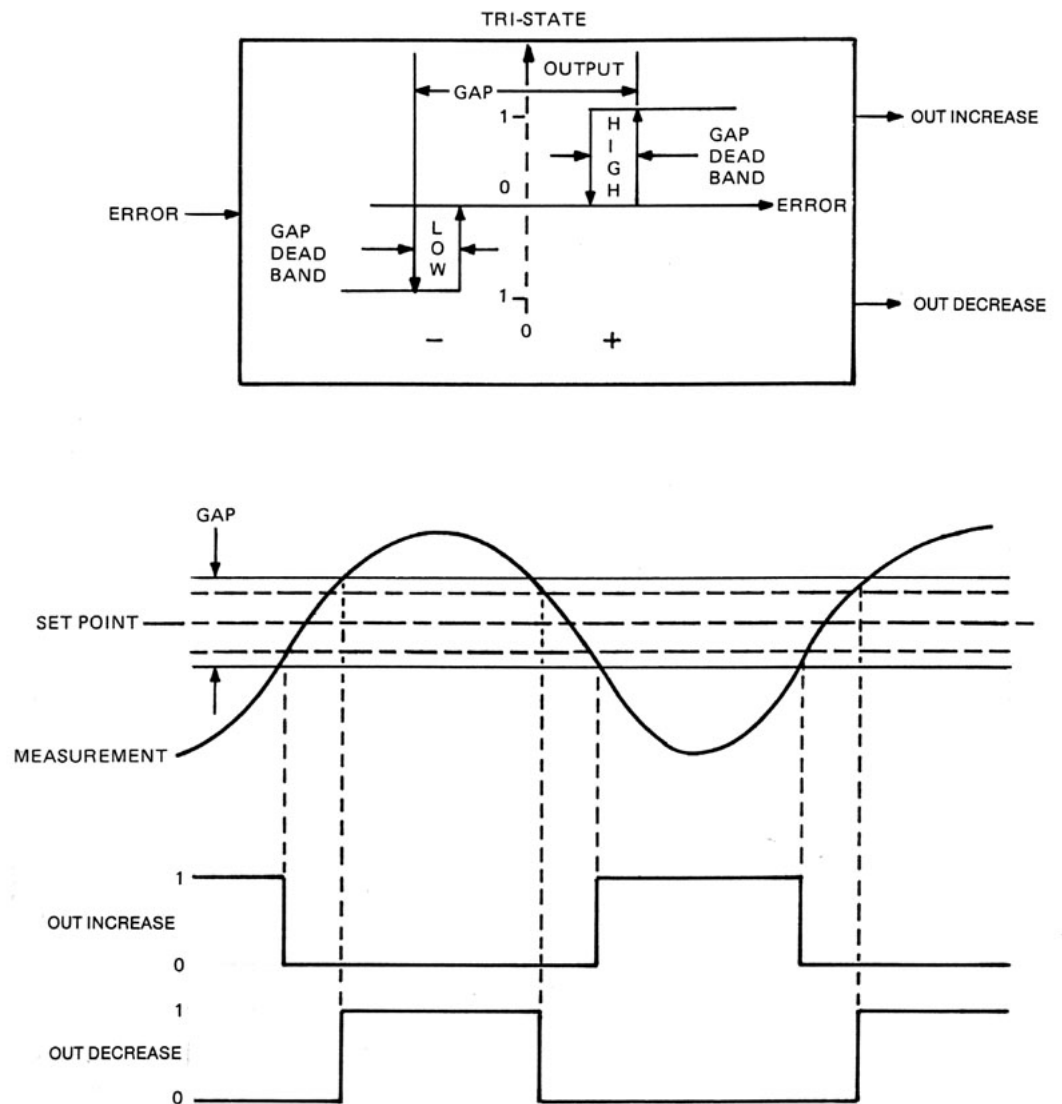 TRI-STATE
OUTPUT
GAP
1
HIGH
GAP
DEAD
BAND
OUT INCREASE
0
ERROR
ERROR
GAP
DEAD
BAND
LOW
1
OUT DECREASE
0
− +
GAP
SET POINT
MEASUREMENT
1
OUT INCREASE
0
1
OUT DECREASE
0